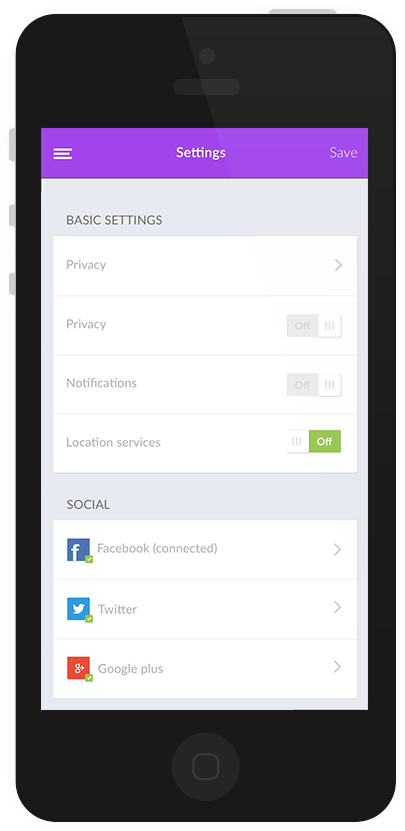 Settings
Save
BASIC SETTINGS
Privacy
Privacy
Off
Notifications
Off
Location services
Off
SOCIAL
f
Facebook (connected)
Twitter
g+
Google plus